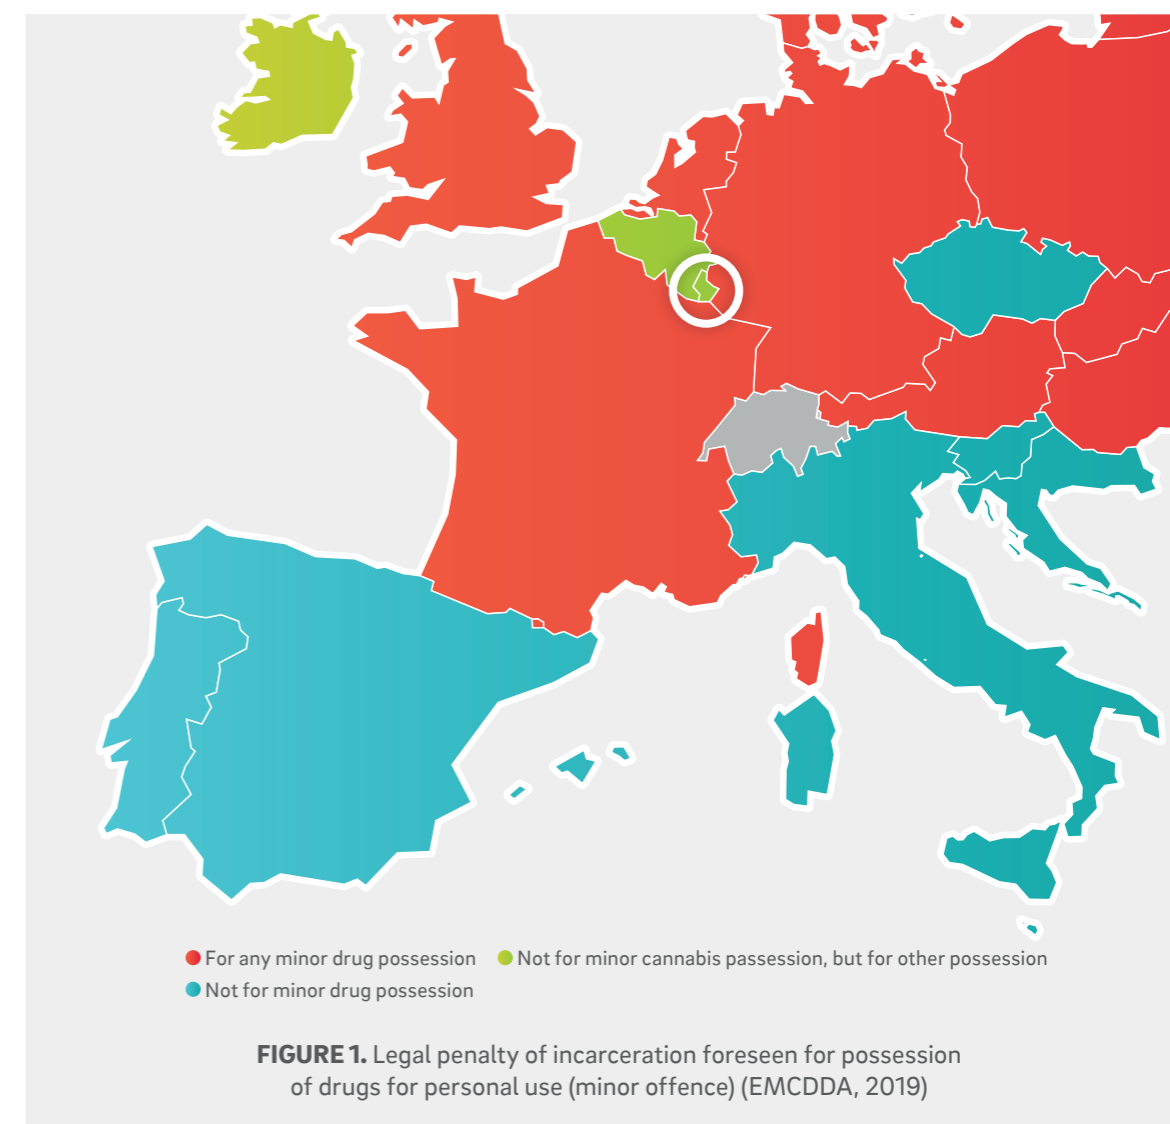 For any minor drug possession Not for minor cannabis passession, but for other possession
Not for minor drug possession
FIGURE 1. Legal penalty of incarceration foreseen for possession
of drugs for personal use (minor offence) (EMCDDA, 2019)